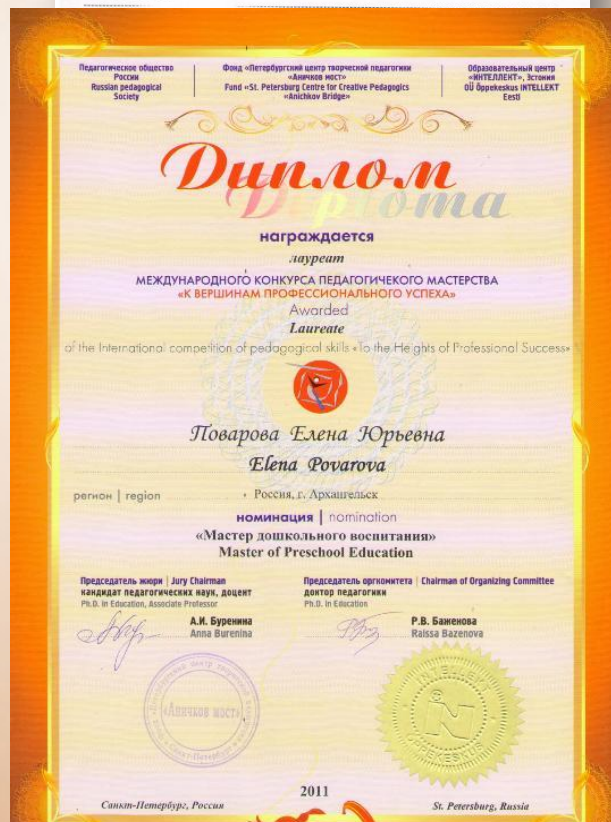 Педагогическое общество
России
Russian pedagogical
Society
Фонд «Петербургский центр творческой педагогики
«Аничков мост»
Fund «St. Petersburg Centre for Creative Pedagogics
«Anichkov Bridge»
Образовательный центр
«ИНТЕЛЛЕКТ», Эстония
OÜ Õppekeskus INTELLEKT
Eesti
Диплом
Diploma
награждается
лауреат
МЕЖДУНАРОДНОГО КОНКУРСА ПЕДАГОГИЧЕКОГО МАСТЕРСТВА
«К ВЕРШИНАМ ПРОФЕССИОНАЛЬНОГО УСПЕХА»
Awarded
Laureate
of the International competition of pedagogical skills «To the Heights of Professional Success»
Поварова Елена Юрьевна
Elena Povarova
регион | region
Россия, г. Архангельск
номинация | nomination
«Мастер дошкольного воспитания»
Master of Preschool Education
Председатель жюри | Jury Chairman
кандидат педагогических наук, доцент
Ph.D. in Education, Associate Professor
А.И. Буренина
Anna Burenina
Председатель оргкомитета | Chairman of Organizing Committee
доктор педагогики
Ph.D. in Education
Р.В. Баженова
Raissa Bazenova
«Аничков мост»
INTELLEKT
N
ÕPPEKESKUS
2011
Санкт-Петербург, Россия
St. Petersburg, Russia